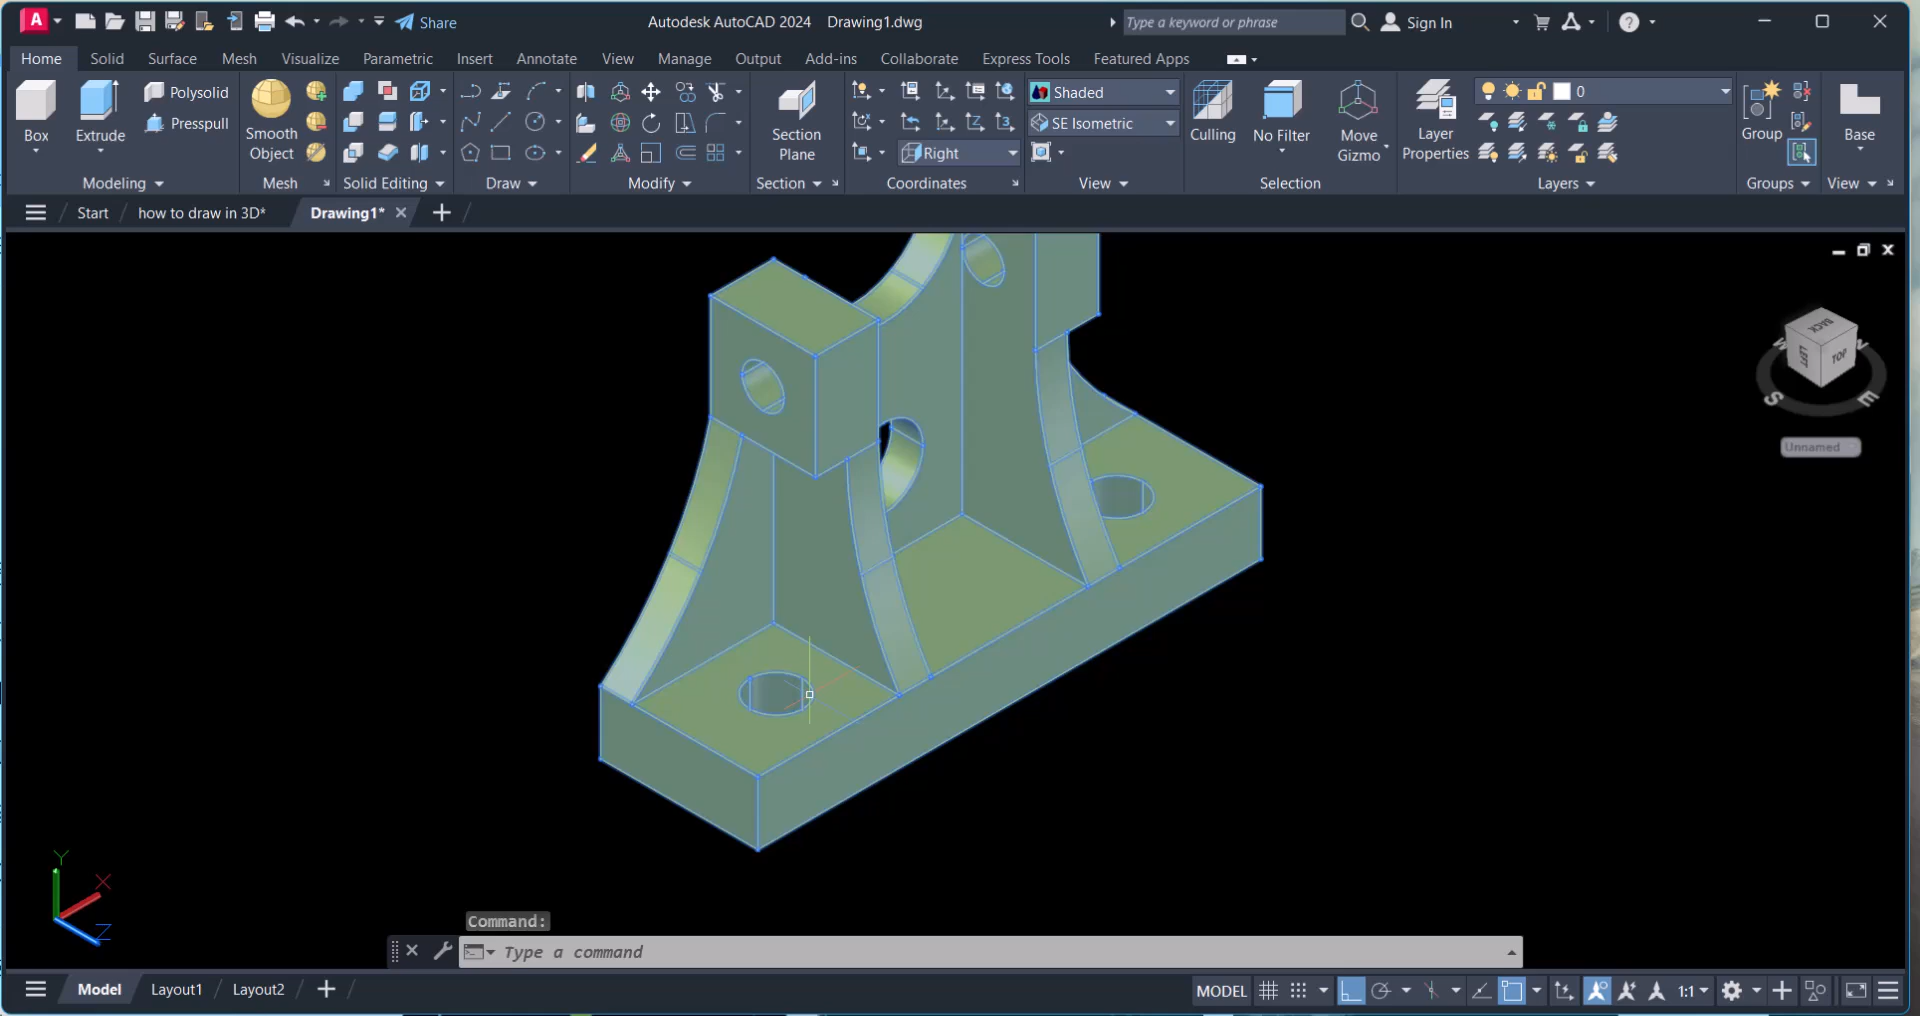 A Share Autodesk AutoCAD 2024 Drawing1.dwg Type a keyword or phrase Sign In ?
Home Solid Surface Mesh Visualize Parametric Insert Annotate View Manage Output Add-ins Collaborate Express Tools Featured Apps
Box
Extrude
Polysolid
Presspull
Modeling
Smooth
Object
Mesh
Solid Editing
Draw
Modify
Section
Plane
Section
Right
Coordinates
Shaded
SE Isometric
View
Culling
No Filter
Move
Gizmo
Selection
Layer
Properties
0
Layers
Group
Groups
Base
View
Start / how to draw in 3D* Drawing1*
BACK
LEFT
TOP
W
N
S
E
Unnamed
Y
X
Z
Command:
Type a command
Model Layout1 Layout2
MODEL 1:1